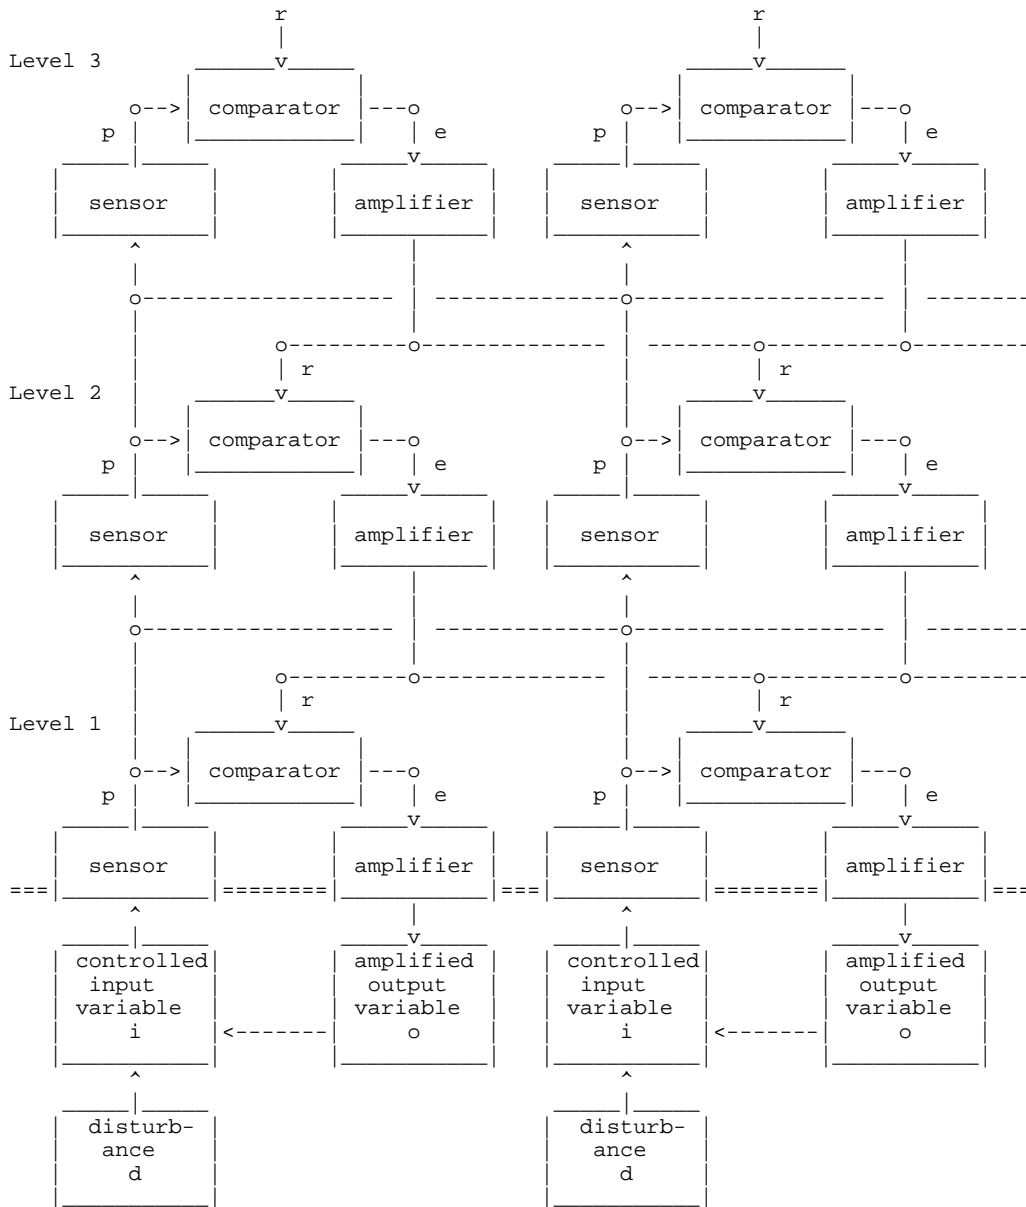 r r
Level 3
comparator comparator
p e p e
sensor amplifier sensor amplifier
r r
Level 2
comparator comparator
p e p e
sensor amplifier sensor amplifier
r r
Level 1
comparator comparator
p e p e
sensor amplifier sensor amplifier
controlled amplified controlled amplified
input output input output
variable variable variable variable
i o i o
disturb- disturb-
ance ance
d d